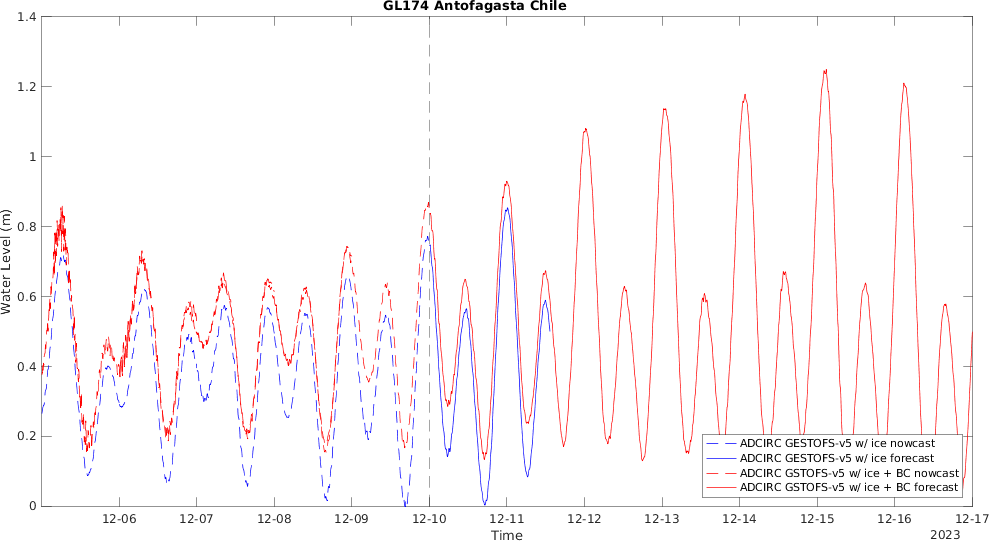 GL174 Antofagasta Chile
1.4
1.2
1
0.8
0.6
0.4
0.2
0
Water Level (m)
ADCIRC GESTOFS-v5 w/ ice nowcast
ADCIRC GESTOFS-v5 w/ ice forecast
ADCIRC GSTOFS-v5 w/ ice + BC nowcast
ADCIRC GSTOFS-v5 w/ ice + BC forecast
12-06 12-07 12-08 12-09 12-10 12-11 12-12 12-13 12-14 12-15 12-16 12-17
Time
2023